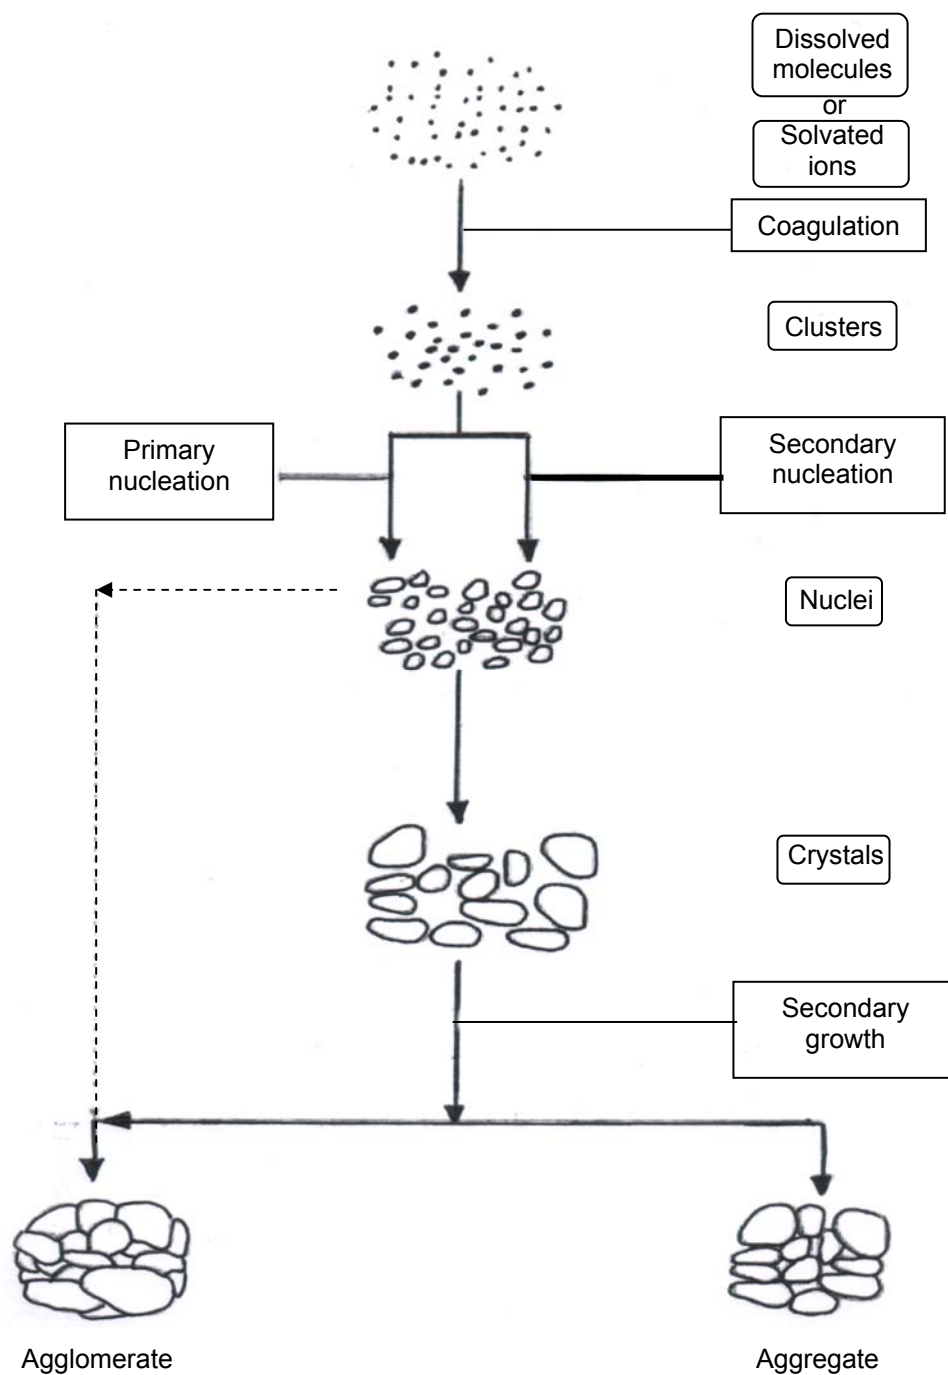 Dissolved
molecules
or
Solvated
ions
Coagulation
Clusters
Primary
nucleation
Secondary
nucleation
Nuclei
Crystals
Secondary
growth
Agglomerate
Aggregate